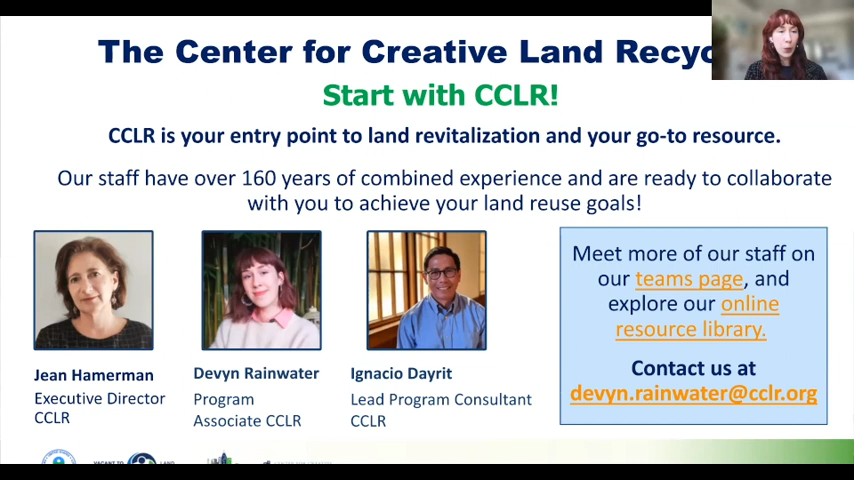 The Center for Creative Land Recyc
Start with CCLR!
CCLR is your entry point to land revitalization and your go-to resource.
Our staff have over 160 years of combined experience and are ready to collaborate
with you to achieve your land reuse goals!
Meet more of our staff on
our teams page, and
explore our online
resource library.
Contact us at
devyn.rainwater@cclr.org
Jean Hamerman
Executive Director
CCLR
Devyn Rainwater
Program
Associate CCLR
Ignacio Dayrit
Lead Program Consultant
CCLR